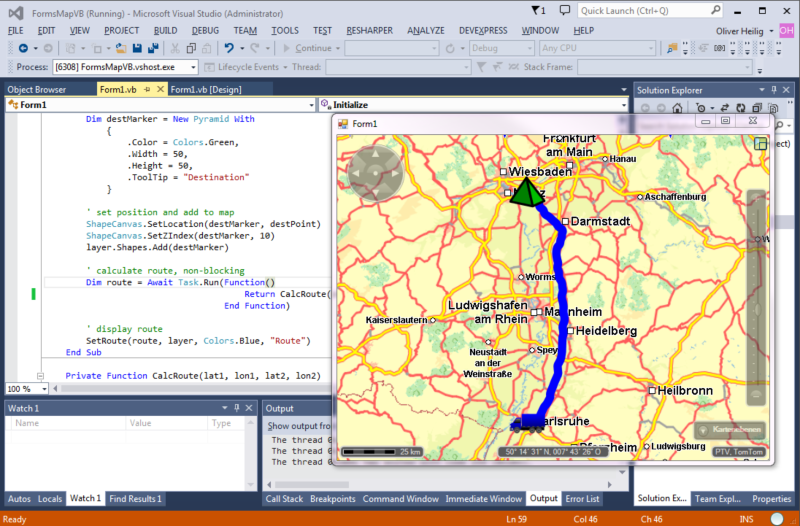 FormsMapVB (Running) - Microsoft Visual Studio (Administrator)
1
Quick Launch (Ctrl+Q)
FILE EDIT VIEW PROJECT BUILD DEBUG TEAM TOOLS TEST RESHARPER ANALYZE DEVEXPRESS WINDOW HELP
Oliver Heilig OH
Continue
Debug
Any CPU
Process: [6308] FormsMapVB.vshost.exe Lifecycle Events Thread: Stack Frame:
Object Browser Form1.vb Form1.vb [Design]
Solution Explorer
Form1 Initialize
Dim destMarker = New Pyramid With
{
.Color = Colors.Green,
.Width = 50,
.Height = 50,
.ToolTip = "Destination"
}
' set position and add to map
ShapeCanvas.SetLocation(destMarker, destPoint)
ShapeCanvas.SetZIndex(destMarker, 10)
layer.Shapes.Add(destMarker)
' calculate route, non-blocking
Dim route = Await Task.Run(Function()
Return CalcRoute(
End Function)
' display route
SetRoute(route, layer, Colors.Blue, "Route")
End Sub
Private Function CalcRoute(lat1, lon1, lat2, lon2)
100 %
Form1
Frankfurt
am Main
Hanau
Wiesbaden
Aschaffenburg
Darmstadt
Worms
Ludwigshafen
am Rhein
Mannheim
Kaiserslautern
Heidelberg
Neustadt
an der
Weinstraße
Spey
Heilbronn
Karlsruhe
Kartenebenen
Pforzheim
Ludwigsburg
25 km
50° 14' 31" N, 007° 43' 26" O
PTV, TomTom
Watch 1
Name Value Type
Output
Show output from
The thread 0
The thread 0
The thread 0
Autos Locals Watch 1 Find Results 1
Call Stack Breakpoints Command Window Immediate Window Output Error List
Solution Ex... Team Expl... Properties
Ready Ln 59 Col 46 Ch 46 INS